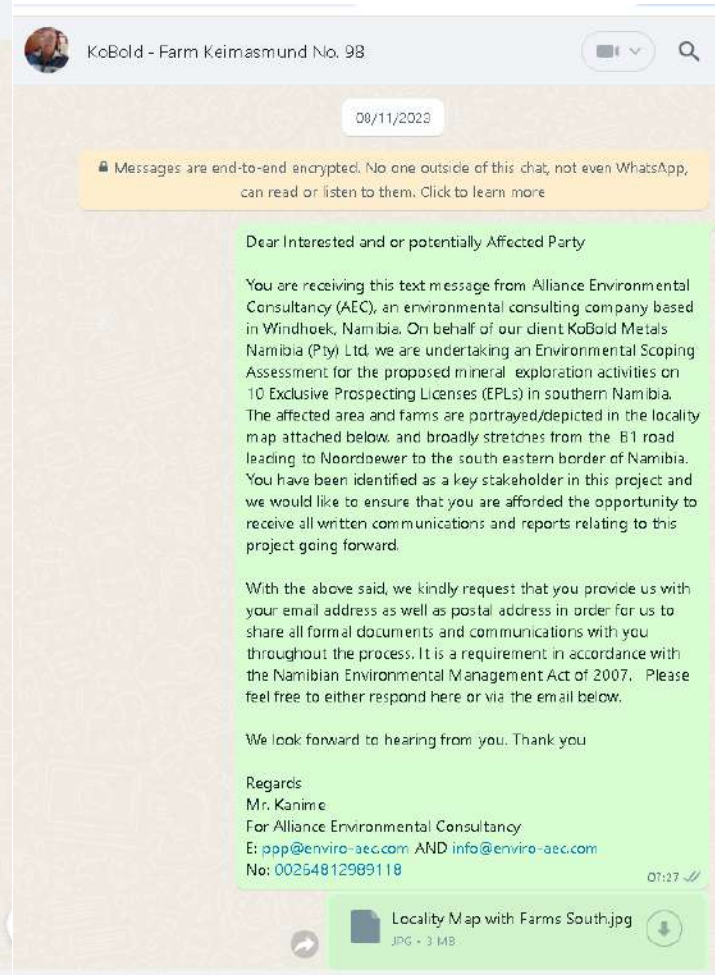 KoBold - Farm Keimasmund No. 98
08/11/2023
Messages are end-to-end encrypted. No one outside of this chat, not even WhatsApp,
can read or listen to them. Click to learn more
Dear Interested and or potentially Affected Party
You are receiving this text message from Alliance Environmental
Consultancy (AEC), an environmental consulting company based
in Windhoek, Namibia. On behalf of our client KoBold Metals
Namibia (Pty) Ltd, we are undertaking an Environmental Scoping
Assessment for the proposed mineral exploration activities on
10 Exclusive Prospecting Licenses (EPLs) in southern Namibia.
The affected area and farms are portrayed/depicted in the locality
map attached below, and broadly stretches from the B1 road
leading to Noordoewer to the south eastern border of Namibia.
You have been identified as a key stakeholder in this project and
we would like to ensure that you are afforded the opportunity to
receive all written communications and reports relating to this
project going forward.
With the above said, we kindly request that you provide us with
your email address as well as postal address in order for us to
share all formal documents and communications with you
throughout the process. It is a requirement in accordance with
the Namibian Environmental Management Act of 2007. Please
feel free to either respond here or via the email below.
We look forward to hearing from you. Thank you
Regards
Mr. Kanime
For Alliance Environmental Consultancy
E: ppp@enviro-aec.com AND info@enviro-aec.com
No: 00264812989118
07:27
Locality Map with Farms South.jpg
JPG • 3 MB